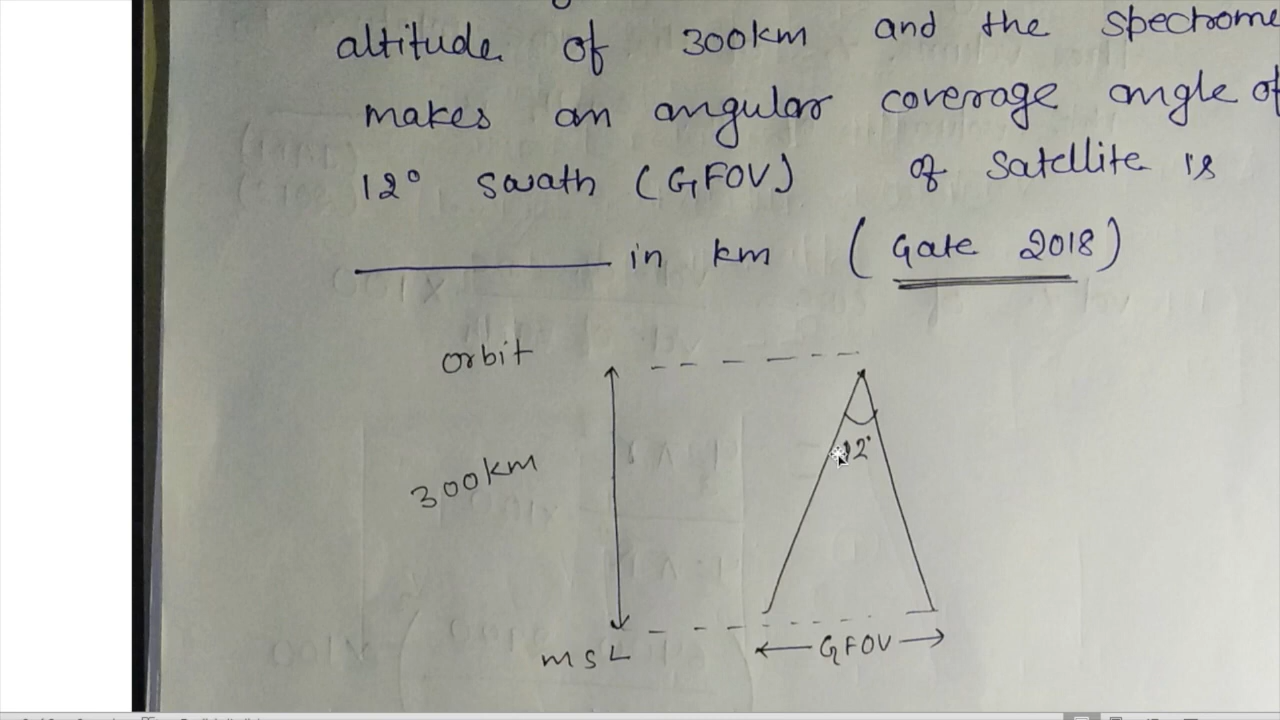 altitude of 300km and the spectrome
makes an angular coverage angle of
12° swath (GFOV) of satellite is
in km (Gate 2018)
orbit
12°
300km
GFOV
MSL